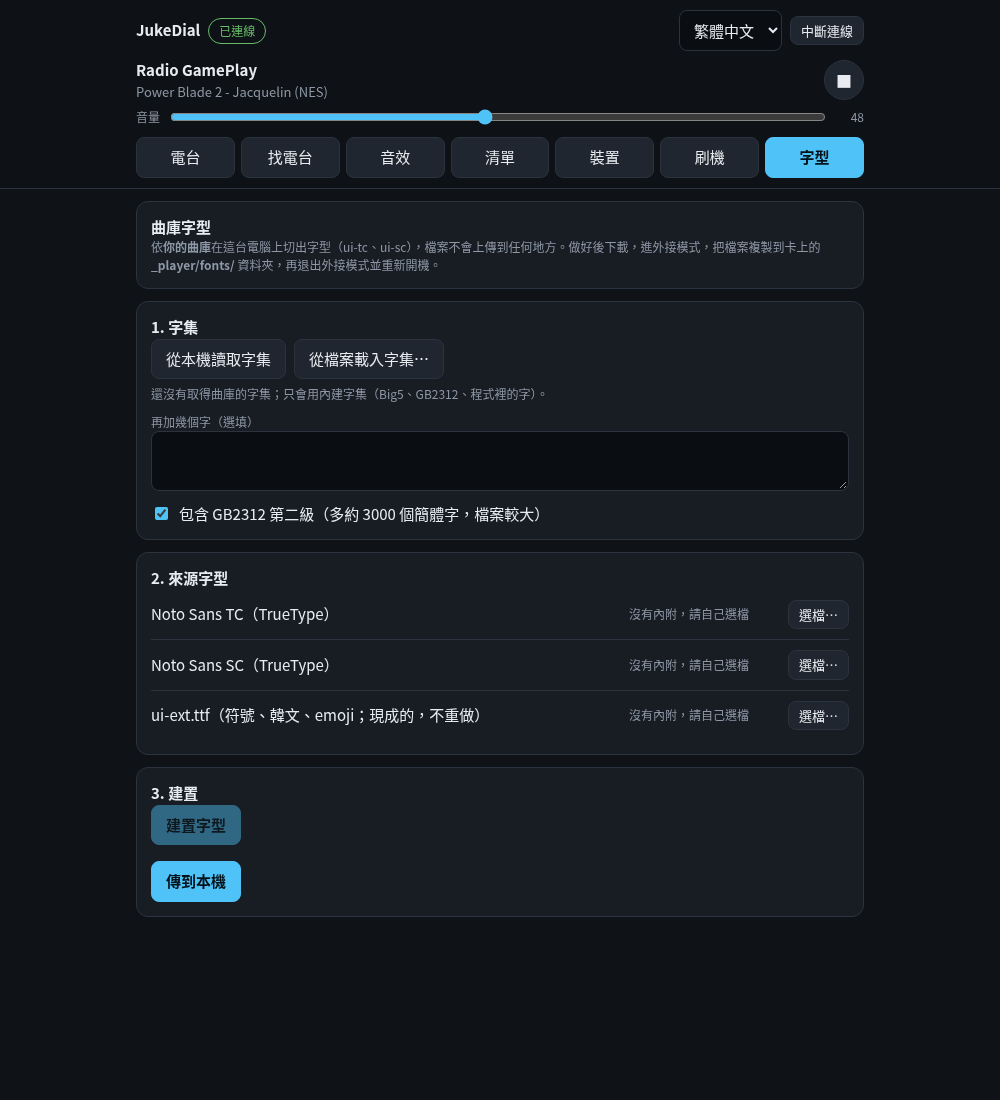 JukeDial 已連線 繁體中文 中斷連線
Radio GamePlay
Power Blade 2 - Jacquelin (NES)
音量 48
電台 找電台 音效 清單 裝置 刷機 字型
曲庫字型
依你的曲庫在這台電腦上切出字型（ui-tc、ui-sc），檔案不會上傳到任何地方。做好後下載，進外接模式，把檔案複製到卡上的
_player/fonts/ 資料夾，再退出外接模式並重新開機。
1. 字集
從本機讀取字集 從檔案載入字集…
還沒有取得曲庫的字集；只會用內建字集（Big5、GB2312、程式裡的字）。
再加幾個字（選填）
包含 GB2312 第二級（多約 3000 個簡體字，檔案較大）
2. 來源字型
Noto Sans TC（TrueType） 沒有內附，請自己選檔 選檔…
Noto Sans SC（TrueType） 沒有內附，請自己選檔 選檔…
ui-ext.ttf（符號、韓文、emoji；現成的，不重做） 沒有內附，請自己選檔 選檔…
3. 建置
建置字型
傳到本機